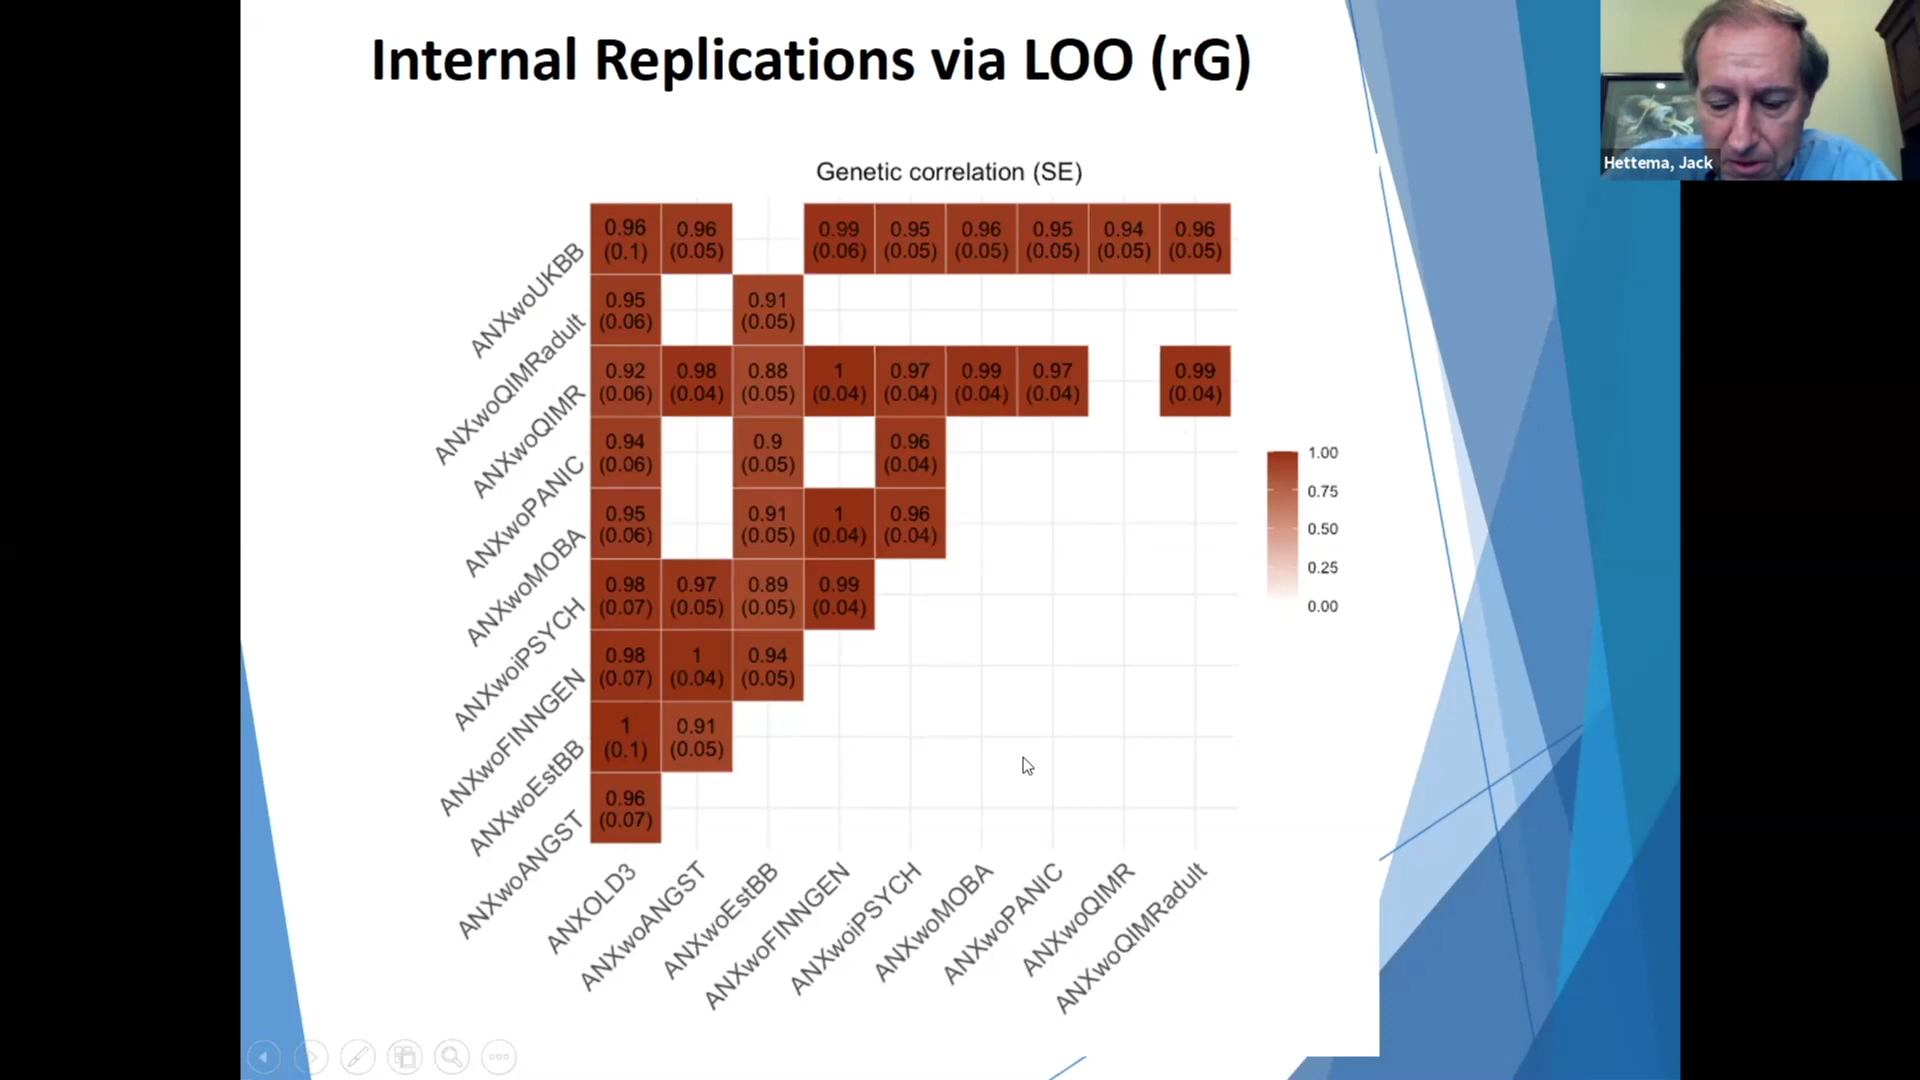 Internal Replications via LOO (rG)
Hettema, Jack
Genetic correlation (SE)
ANXwoUKBB
0.96 0.96 0.99 0.95 0.96 0.95 0.94 0.96
(0.1) (0.05) (0.06) (0.05) (0.05) (0.05) (0.05) (0.05)
ANXwoQIMRadult
0.95 0.91
(0.06) (0.05)
ANXwoQIMR
0.92 0.98 0.88 1 0.97 0.99 0.97 0.99
(0.06) (0.04) (0.05) (0.04) (0.04) (0.04) (0.04) (0.04)
ANXwoPANIC
0.94 0.9 0.96
(0.06) (0.05) (0.04)
ANXwoMOBA
0.95 0.91 1 0.96
(0.06) (0.05) (0.04) (0.04)
ANXwoiPSYCH
0.98 0.97 0.89 0.99
(0.07) (0.05) (0.05) (0.04)
ANXwoFINNGEN
0.98 1 0.94
(0.07) (0.04) (0.05)
ANXwoEstBB
1 0.91
(0.1) (0.05)
ANXwoANGST
0.96
(0.07)
ANXOLD3
ANXwoANGST
ANXwoEstBB
ANXwoFINNGEN
ANXwoiPSYCH
ANXwoMOBA
ANXwoPANIC
ANXwoQIMR
ANXwoQIMRadult
1.00
0.75
0.50
0.25
0.00